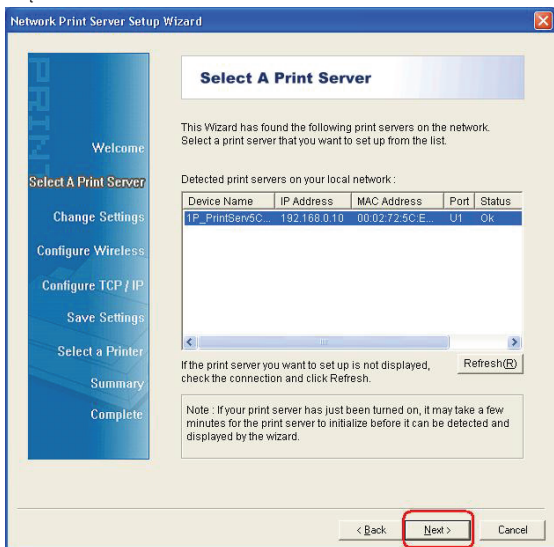 Network Print Server Setup Wizard
PRINT
Welcome
Select A Print Server
Change Settings
Configure Wireless
Configure TCP / IP
Save Settings
Select a Printer
Summary
Complete
Select A Print Server
This Wizard has found the following print servers on the network.
Select a print server that you want to set up from the list.
Detected print servers on your local network :
Device Name IP Address MAC Address Port Status
1P_PrintServ5C... 192.168.0.10 00:02:72:5C:E... U1 Ok
If the print server you want to set up is not displayed,
check the connection and click Refresh.
Refresh(R)
Note : If your print server has just been turned on, it may take a few
minutes for the print server to initialize before it can be detected and
displayed by the wizard.
< Back Next > Cancel